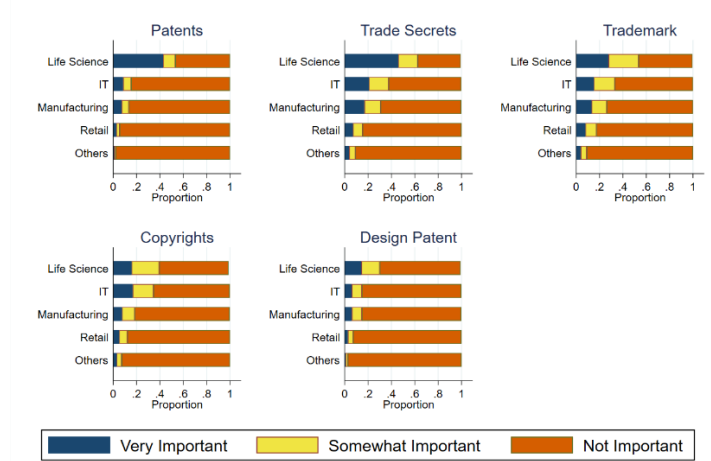 Patents Trade Secrets Trademark
Life Science Life Science Life Science
IT IT IT
Manufacturing Manufacturing Manufacturing
Retail Retail Retail
Others Others Others
0 .2 .4 .6 .8 1 0 .2 .4 .6 .8 1 0 .2 .4 .6 .8 1
Proportion Proportion Proportion
Copyrights Design Patent
Life Science Life Science
IT IT
Manufacturing Manufacturing
Retail Retail
Others Others
0 .2 .4 .6 .8 1 0 .2 .4 .6 .8 1
Proportion Proportion
Very Important Somewhat Important Not Important